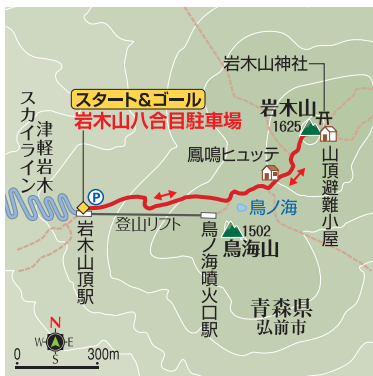 岩木山神社
スタート&ゴール
岩木山八合目駐車場
岩木山
1625
津軽岩木
スカイライン
鳳鳴ヒュッテ
山頂避難小屋
P
鳥ノ海
登山リフト
1502
鳥海山
岩木山頂駅
鳥ノ海噴火口駅
青森県
弘前市
N
W
E
S
0
300m